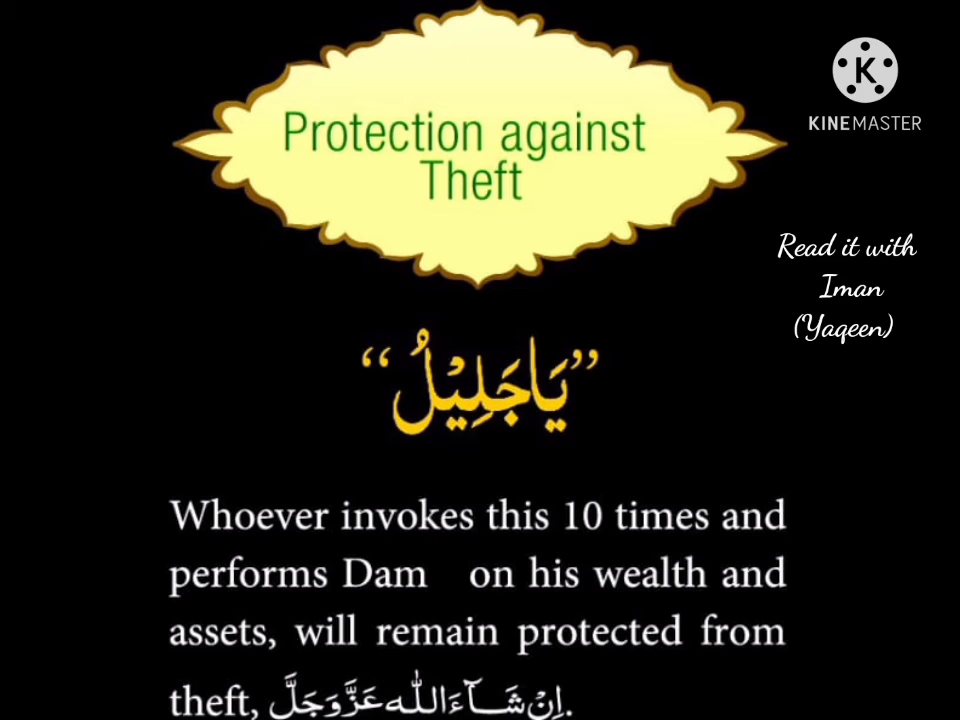 Protection against
Theft
KINEMASTER
Read it with
Iman
(Yaqeen)
”يَاجَلِيْلُ“
Whoever invokes this 10 times and
performs Dam on his wealth and
assets, will remain protected from
theft, اِنْ شَــآءَ اللّٰه عَزَّوَجَلَّ.